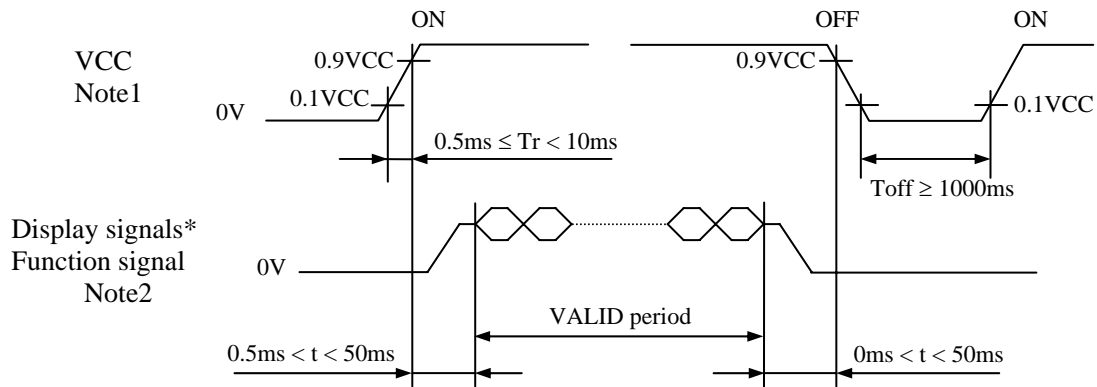 ON
OFF
ON
VCC
Note1
0.9VCC
0.9VCC
0.1VCC
0.1VCC
0V
0.5ms ≤ Tr < 10ms
Toff ≥ 1000ms
Display signals*
Function signal
Note2
0V
VALID period
0.5ms < t < 50ms
0ms < t < 50ms